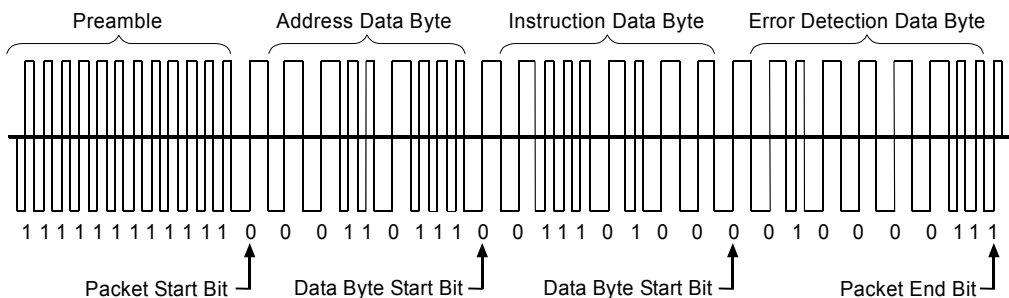 Preamble Address Data Byte Instruction Data Byte Error Detection Data Byte
1 1 1 1 1 1 1 1 1 1 1 1 0 0 0 1 1 0 1 1 1 0 0 1 1 1 0 1 0 0 0 0 1 0 0 0 0 1 1 1
Packet Start Bit Data Byte Start Bit Data Byte Start Bit Packet End Bit